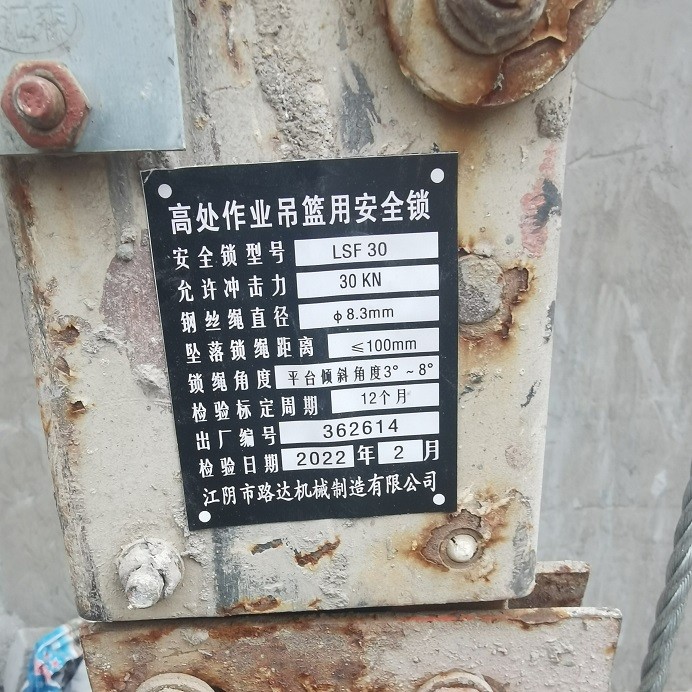 汇森
高处作业吊篮用安全锁
安全锁型号 LSF 30
允许冲击力 30 KN
钢丝绳直径 ϕ8.3mm
坠落锁绳距离 ≤100mm
锁绳角度 平台倾斜角度3°~8°
检验标定周期 12个月
出厂编号 362614
检验日期 2022 年 2 月
江阴市路达机械制造有限公司